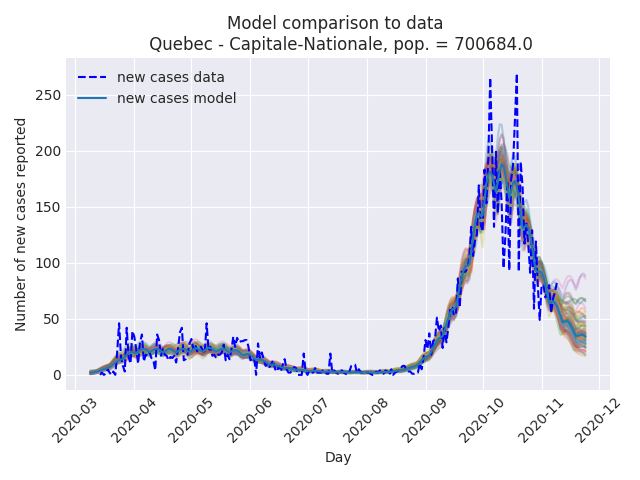 Model comparison to data
Quebec - Capitale-Nationale, pop. = 700684.0
new cases data
new cases model
Number of new cases reported
250
200
150
100
50
0
2020-03
2020-04
2020-05
2020-06
2020-07
2020-08
2020-09
2020-10
2020-11
2020-12
Day